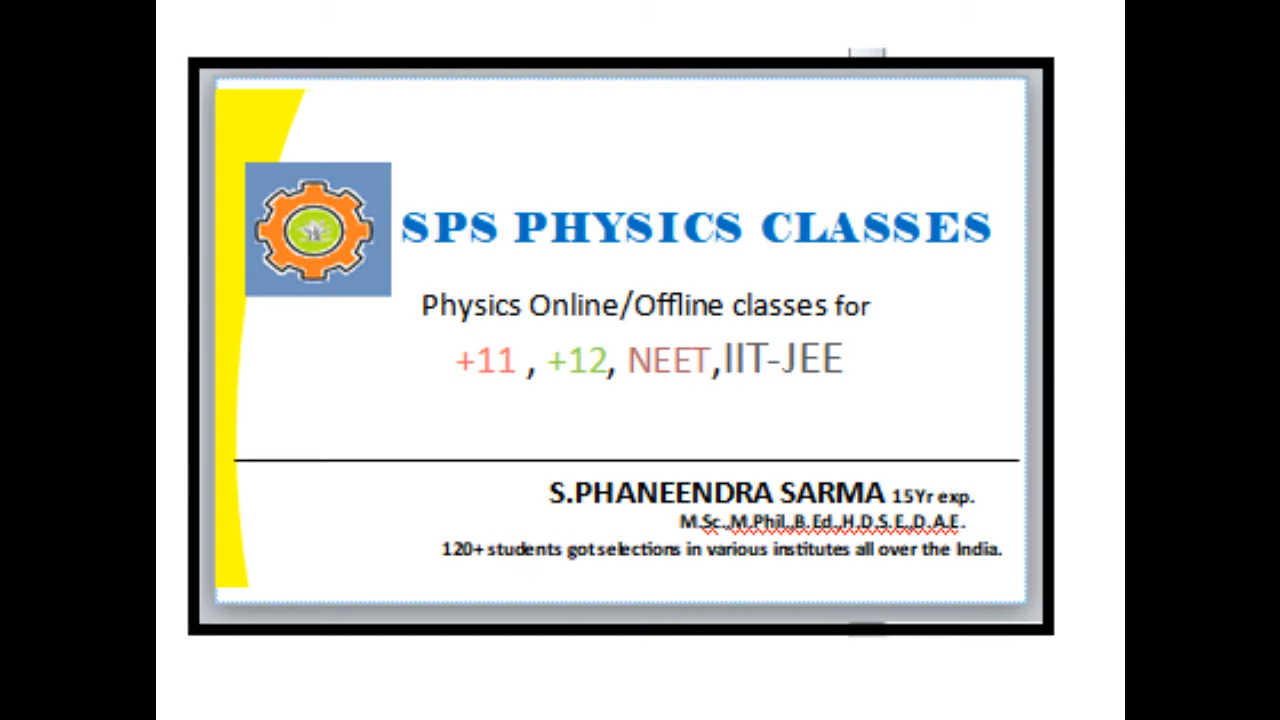 SPS PHYSICS CLASSES
Physics Online/Offline classes for
+11 , +12, NEET,IIT-JEE
S.PHANEENDRA SARMA 15Yr exp.
M.Sc.,M.Phil.,B.Ed.,H.D.S.E.,D.A.E.
120+ students got selections in various institutes all over the India.